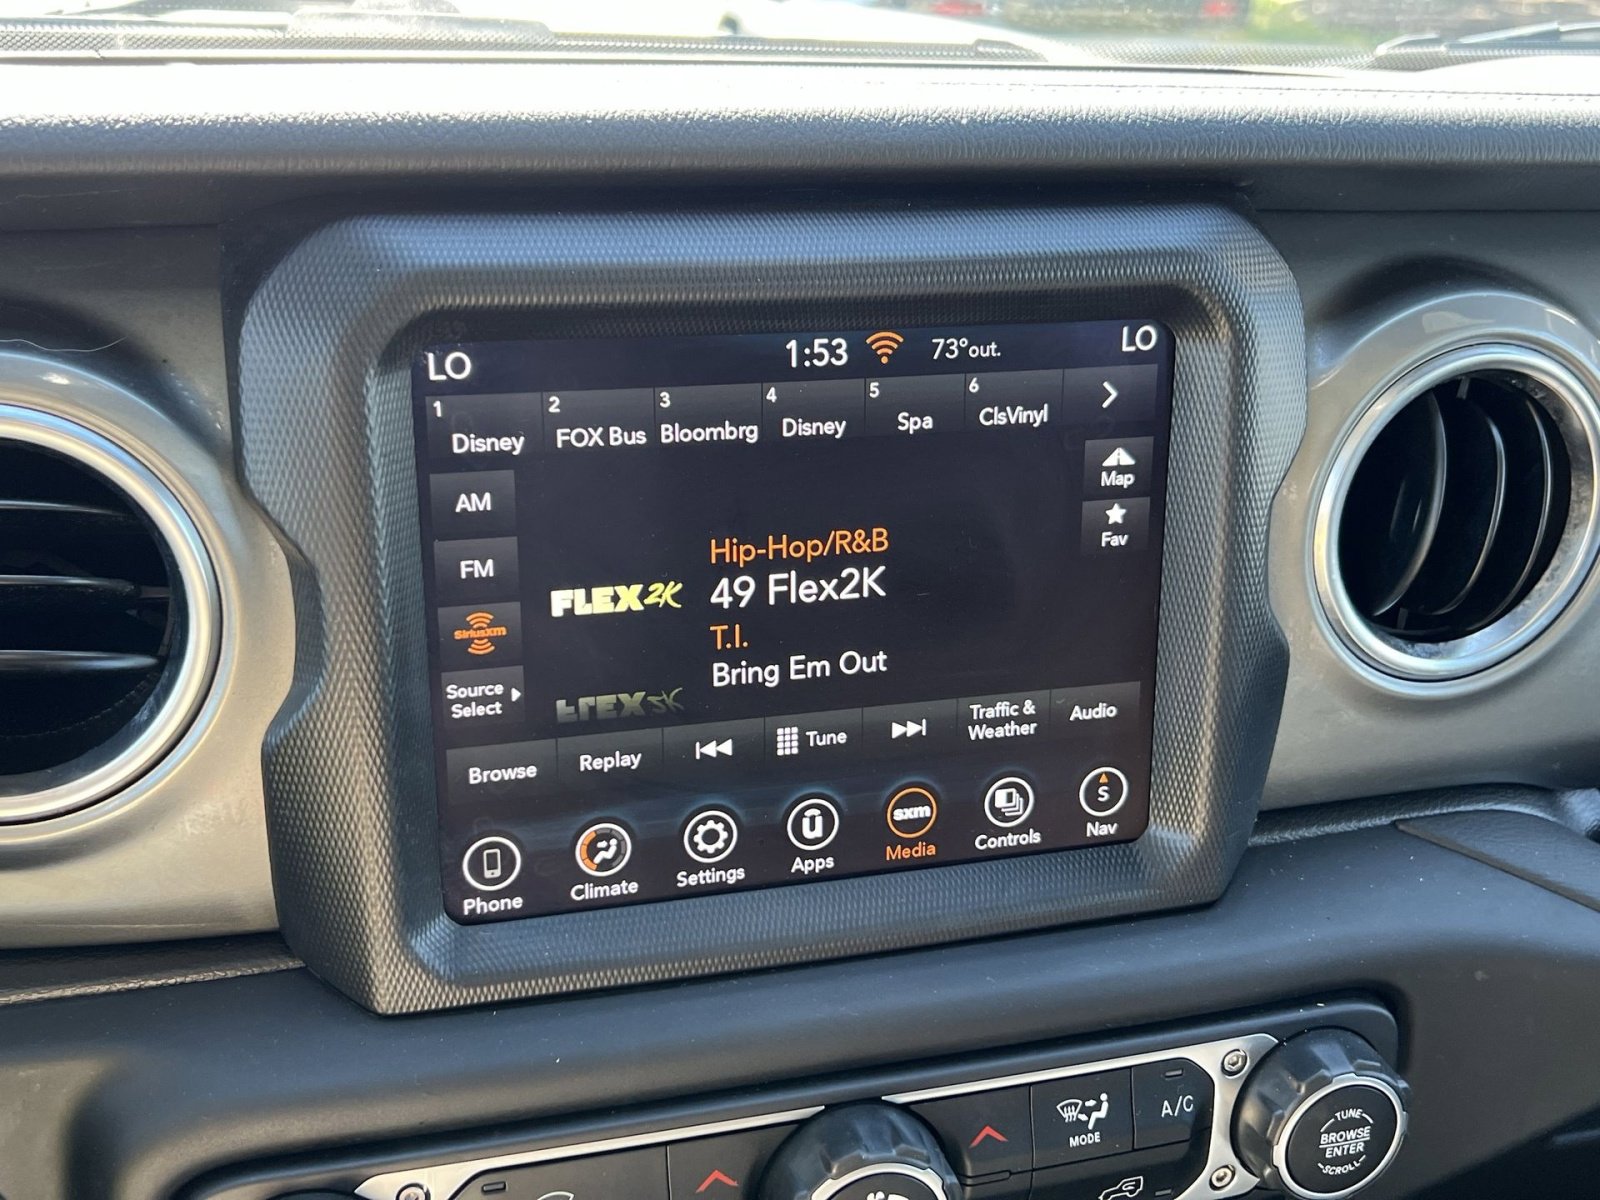 LO 1:53 73°out. LO
1 Disney 2 FOX Bus 3 Bloombrg 4 Disney 5 Spa 6 ClsVinyl
Map
Fav
AM
FM
SiriusXM
Source
Select
FLEX2K
Hip-Hop/R&B
49 Flex2K
T.I.
Bring Em Out
Browse Replay Tune Traffic &
Weather Audio
Phone Climate Settings Apps sxm
Media Controls S
Nav
MODE
A/C
TUNE
BROWSE
ENTER
SCROLL